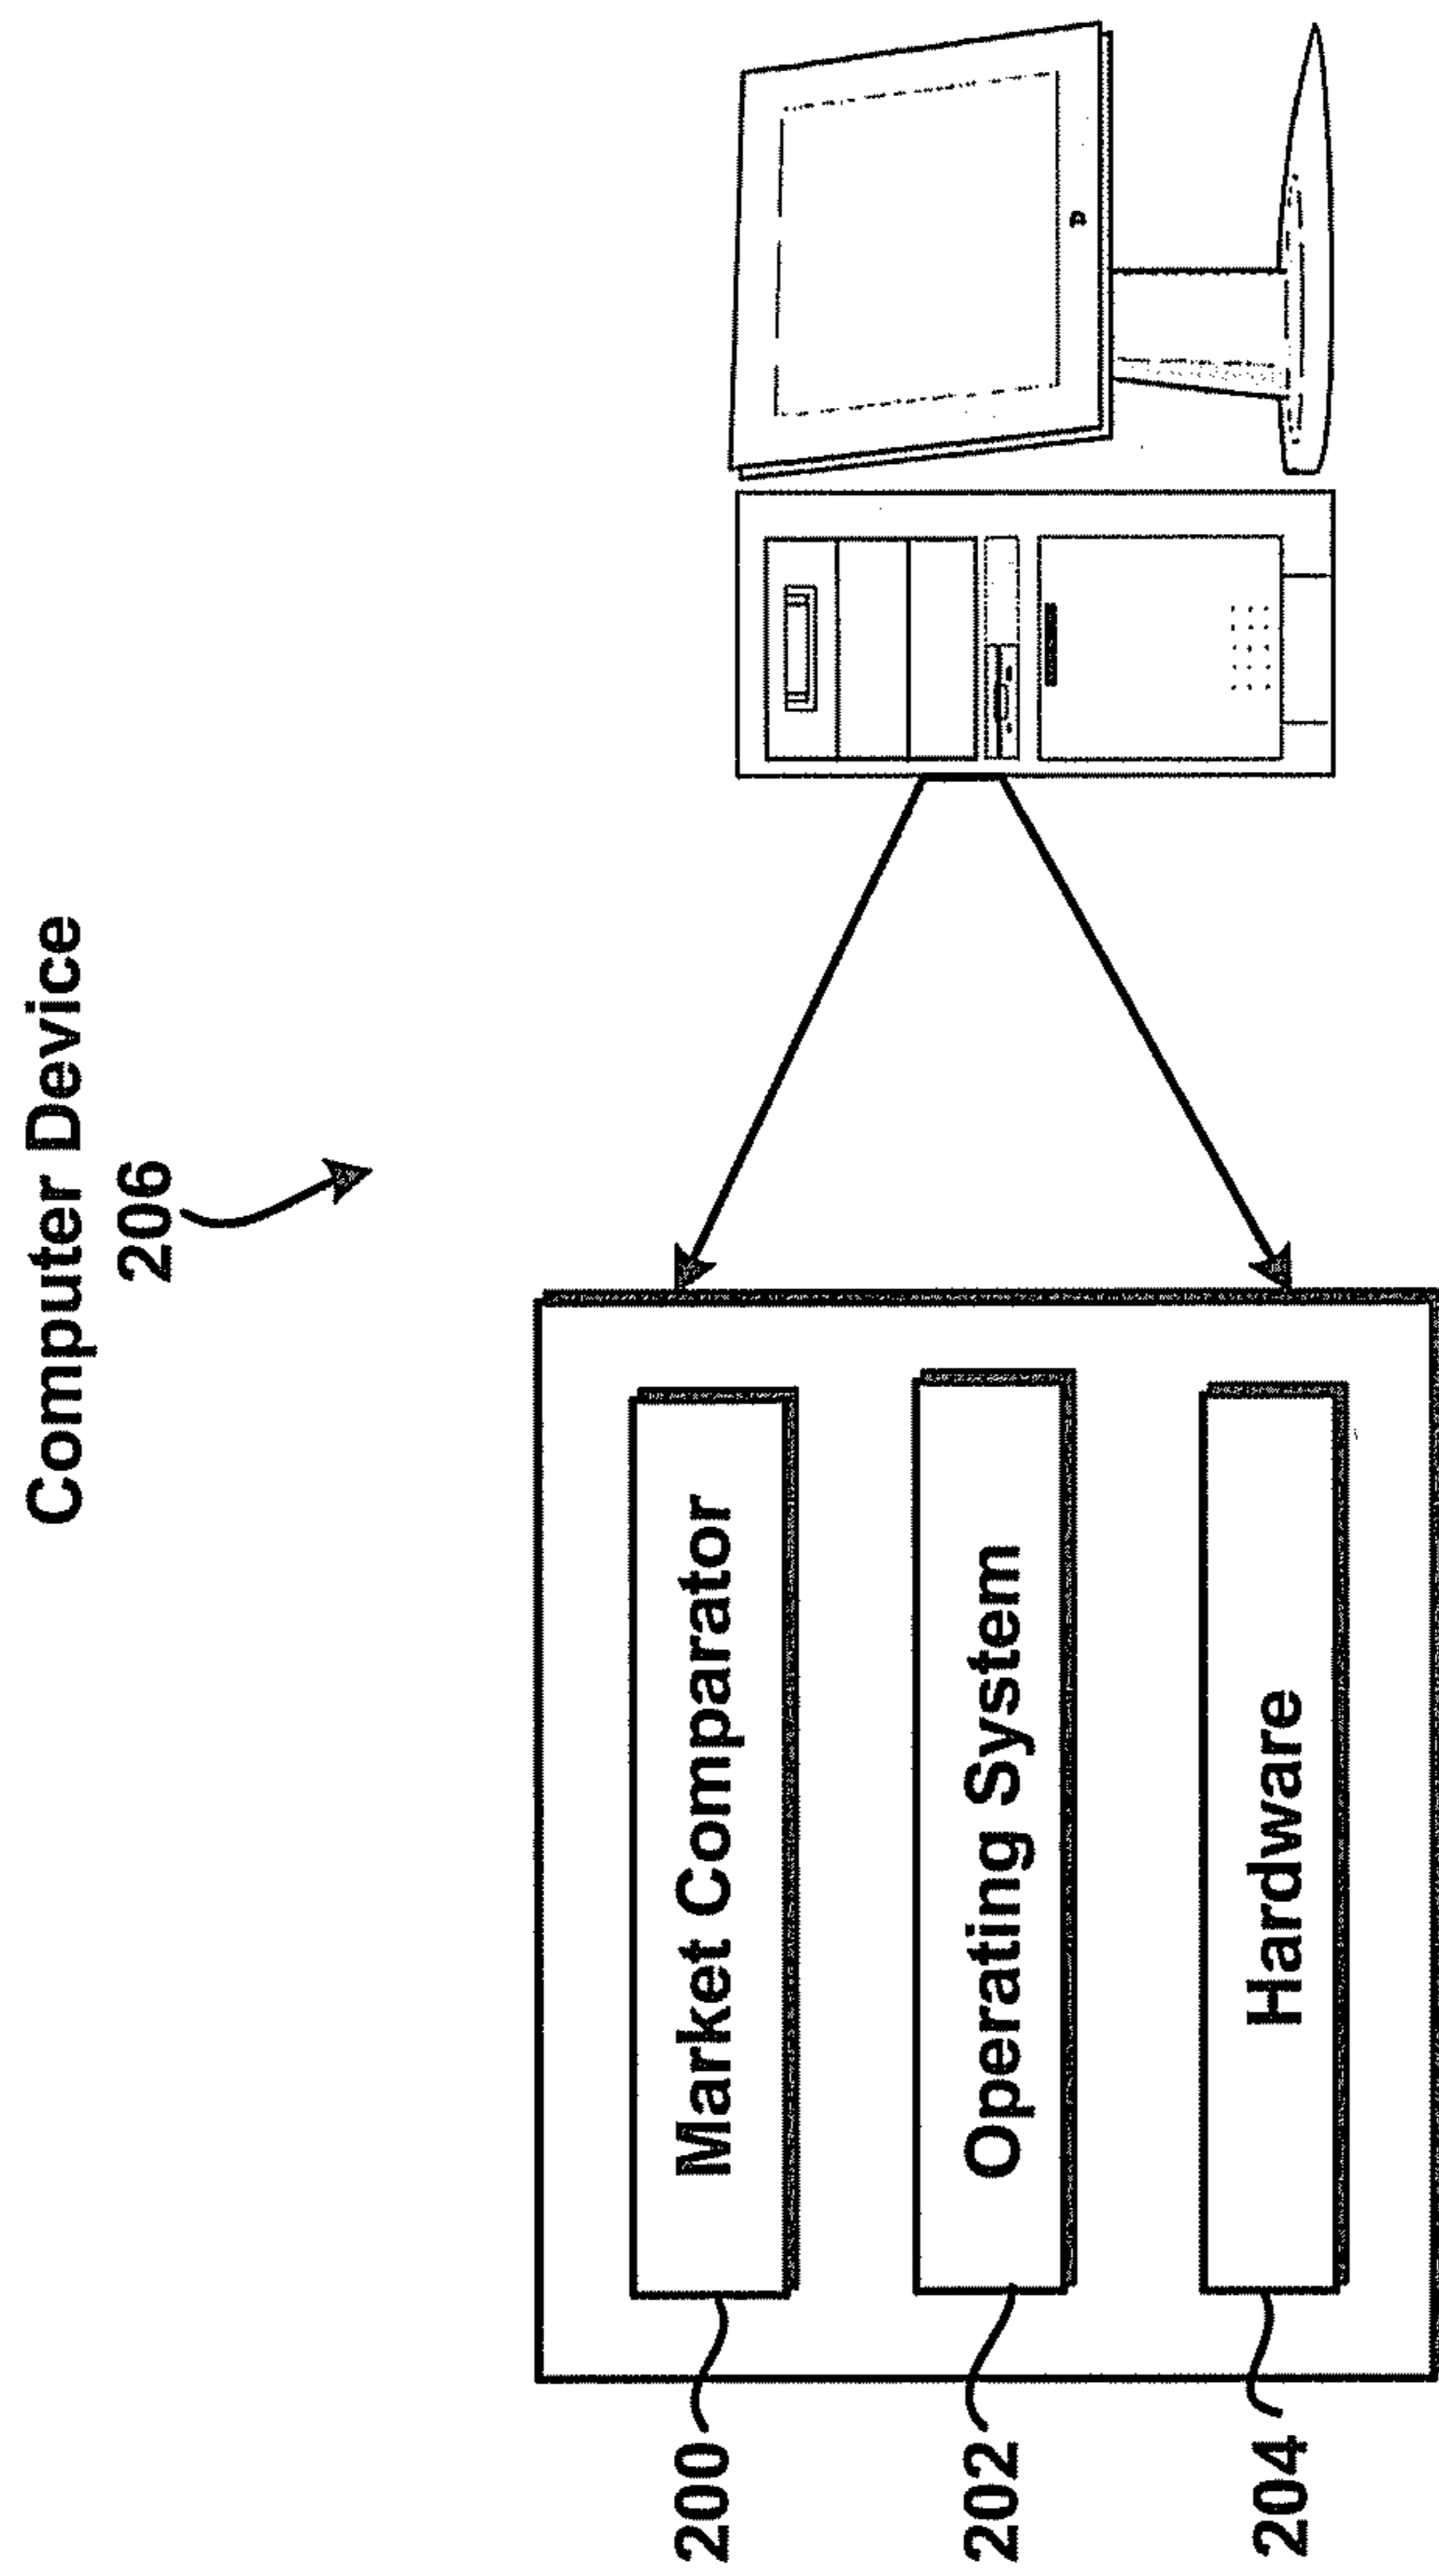 Computer Device
206
200
Market Comparator
202
Operating System
204
Hardware